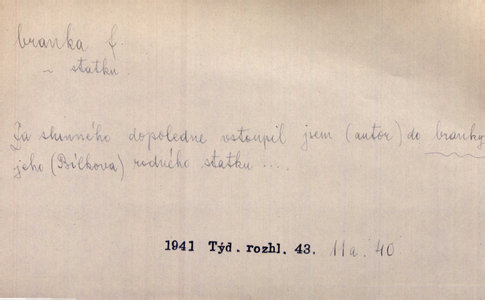 branka f.
~ statku.
Za slunného dopoledne vstoupil jsem (autor) do branky
jeho (Bílkova) rodného statku ....
1941 Týd. rozhl. 43. 11a. 40